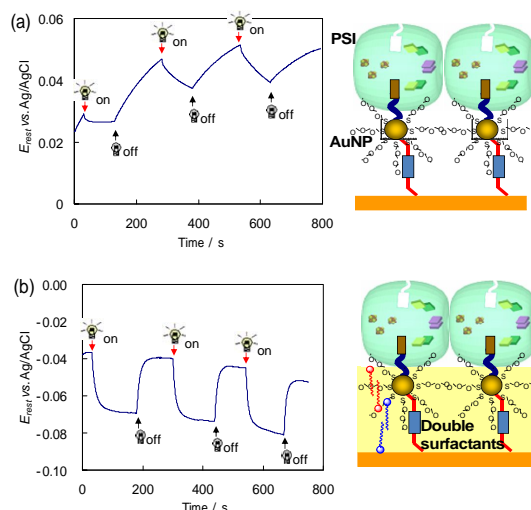 (a)
0.06
0.04
0.02
0
E_rest vs. Ag/AgCl
on
off
on
off
on
off
0
200
400
600
800
Time / s
PSI
AuNP
(b)
0.00
-0.02
-0.04
-0.06
-0.08
-0.10
E_rest vs. Ag/AgCl
on
off
on
off
on
off
0
200
400
600
800
Time / s
Double
surfactants